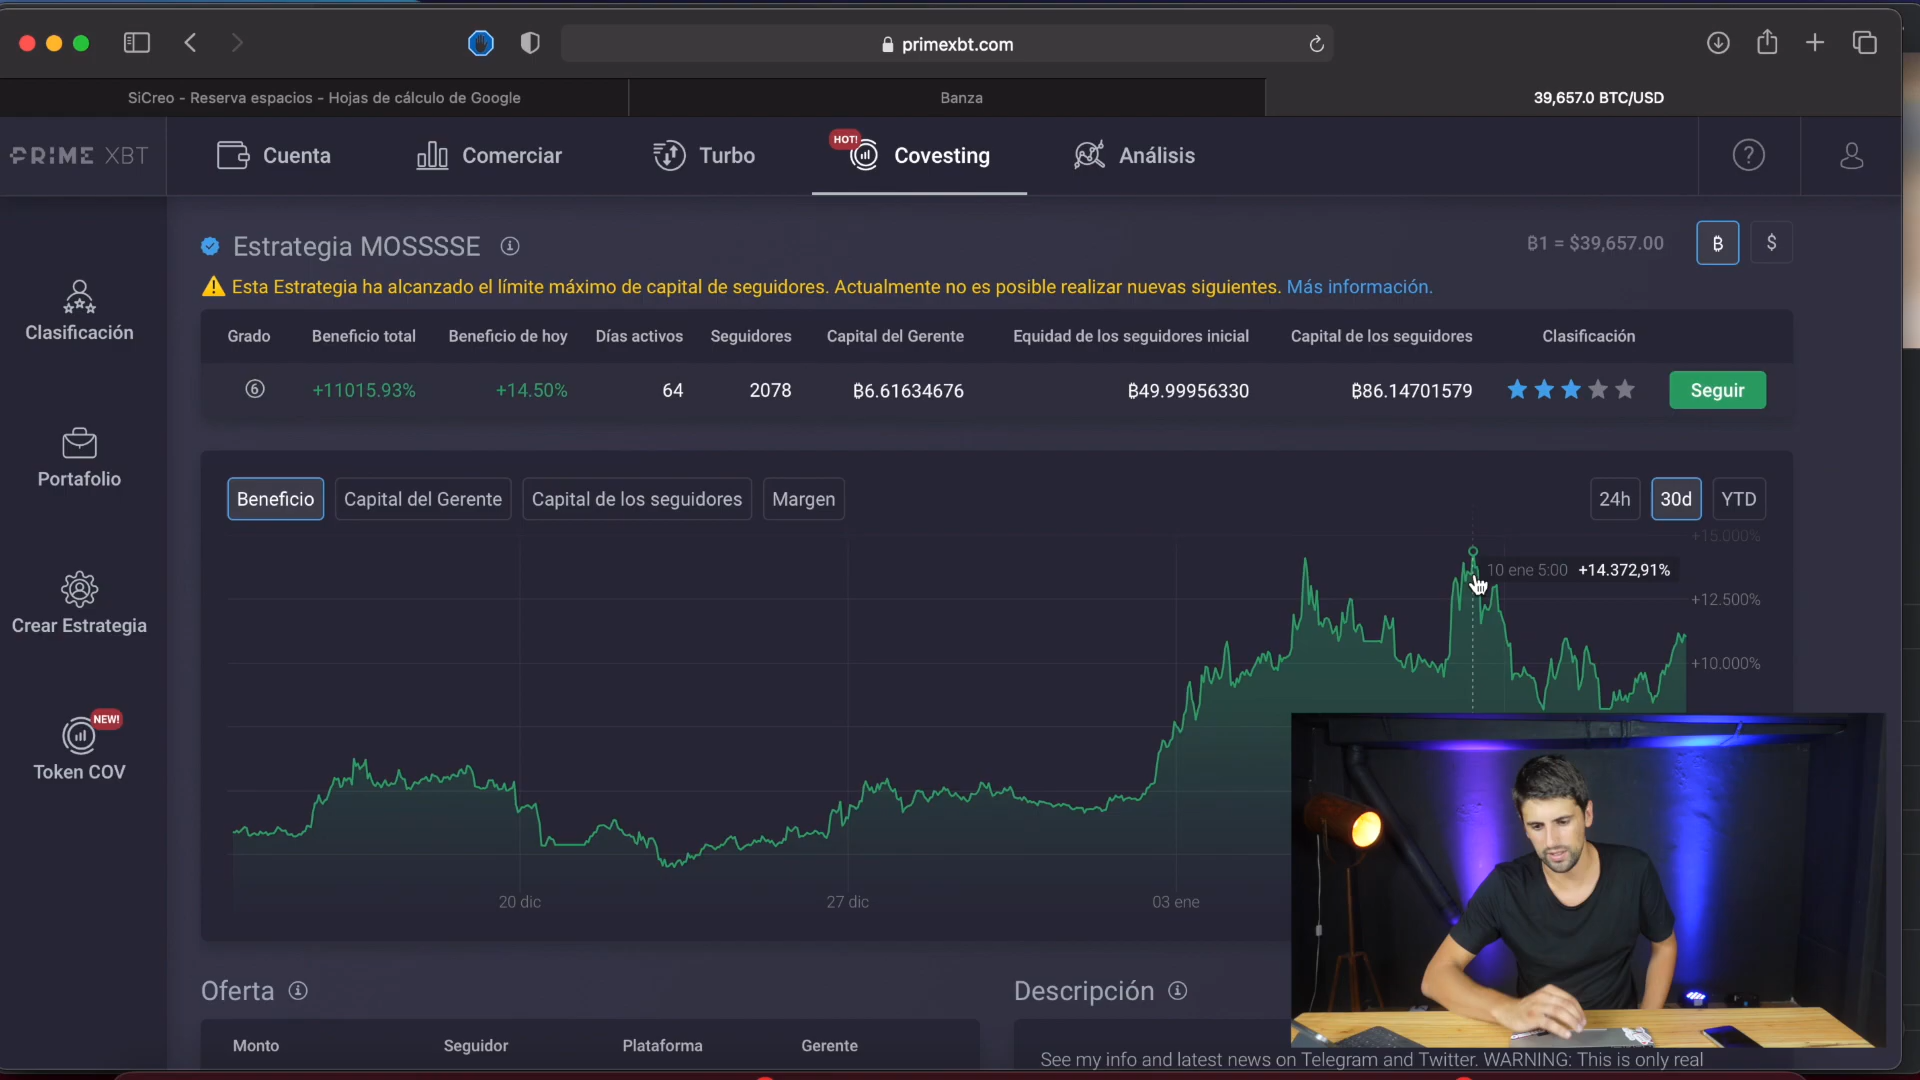 primexbt.com
SiCreo - Reserva espacios - Hojas de cálculo de Google
Banza
39,657.0 BTC/USD
PRIME XBT
Cuenta
Comerciar
Turbo
HOT!
Covesting
Análisis
?
Estrategia MOSSSSE
฿1 = $39,657.00
฿
$
Esta Estrategia ha alcanzado el límite máximo de capital de seguidores. Actualmente no es posible realizar nuevas siguientes. Más información.
Grado Beneficio total Beneficio de hoy Días activos Seguidores Capital del Gerente Equidad de los seguidores inicial Capital de los seguidores Clasificación
6 +11015.93% +14.50% 64 2078 ฿6.61634676 ฿49.99956330 ฿86.14701579 Seguir
Clasificación
Portafolio
Crear Estrategia
NEW!
Token COV
Beneficio Capital del Gerente Capital de los seguidores Margen
24h 30d YTD
+15.000%
10 ene 5:00 +14.372,91%
+12.500%
+10.000%
20 dic 27 dic 03 ene
Oferta
Monto Seguidor Plataforma Gerente
Descripción
See my info and latest news on Telegram and Twitter. WARNING: This is only real